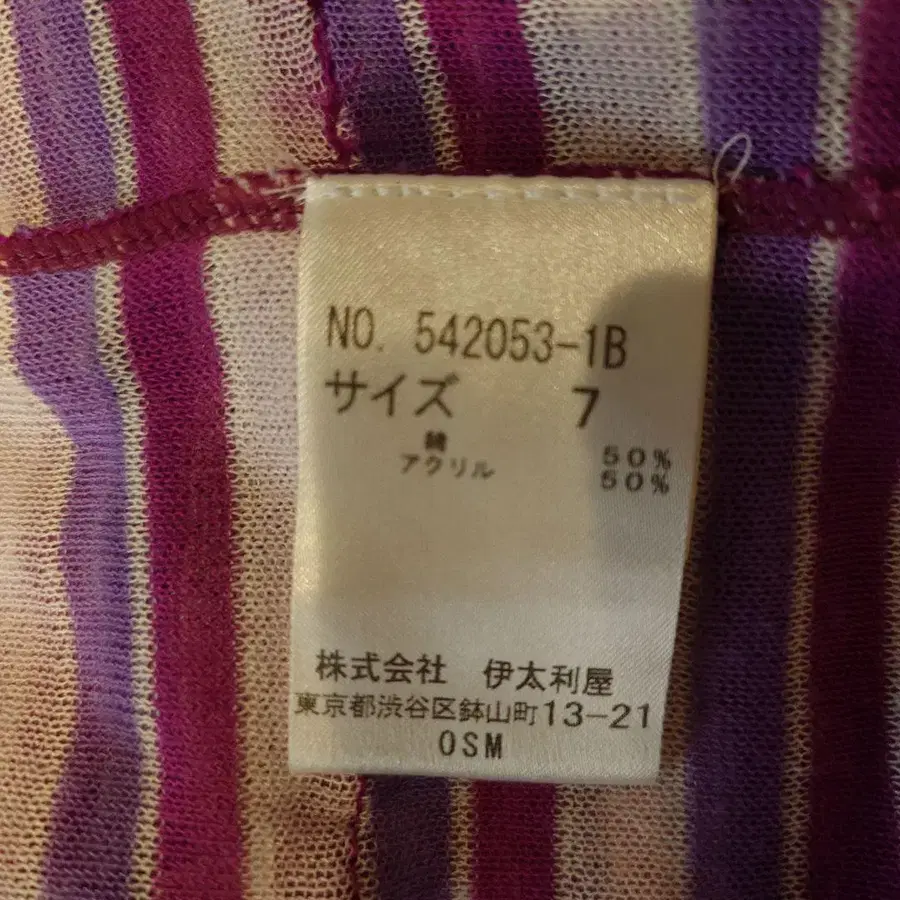 NO. 542053-1B
サイズ 7
綿 50%
アクリル 50%
株式会社 伊太利屋
東京都渋谷区鉢山町13-21
OSM